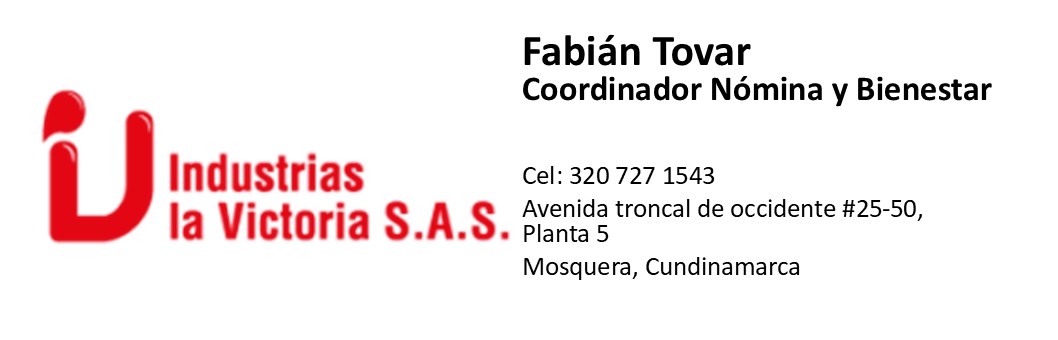 Fabián Tovar
Coordinador Nómina y Bienestar
Industrias
la Victoria S.A.S.
Cel: 320 727 1543
Avenida troncal de occidente #25-50,
Planta 5
Mosquera, Cundinamarca